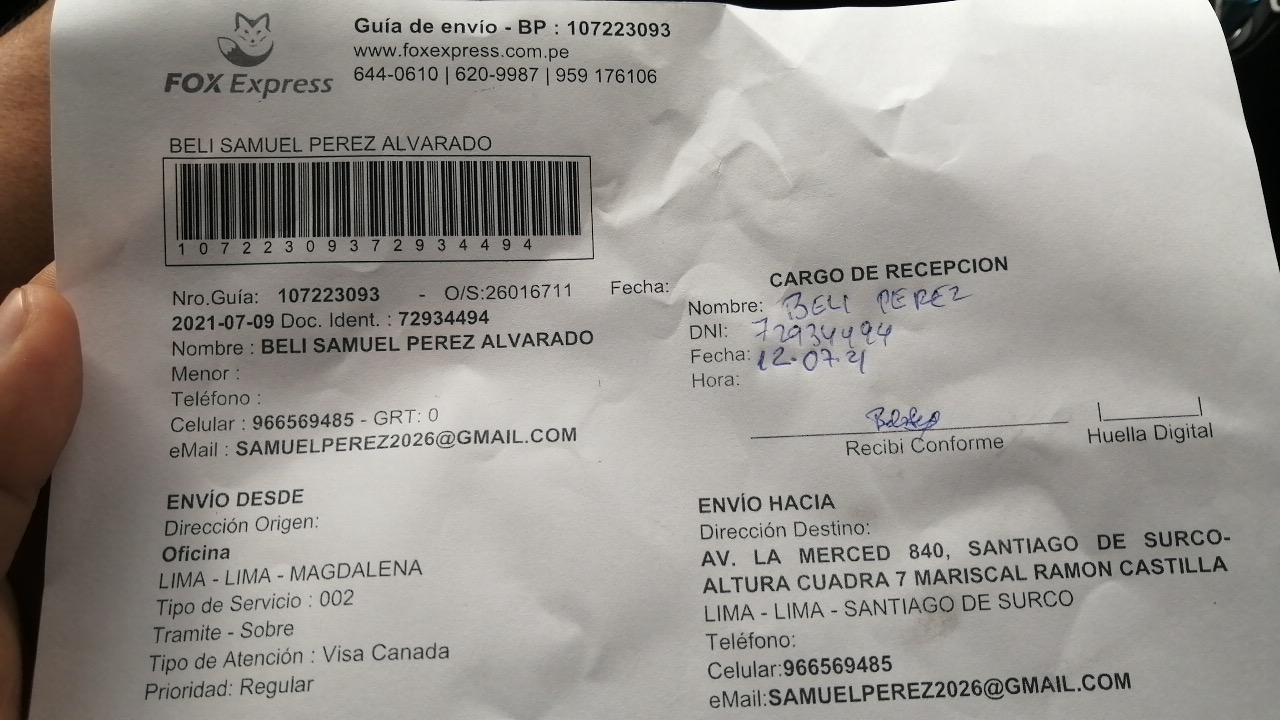 FOX Express
Guía de envío - BP : 107223093
www.foxexpress.com.pe
644-0610 | 620-9987 | 959 176106
BELI SAMUEL PEREZ ALVARADO
10722309372934494
Nro.Guía: 107223093 - O/S:26016711 Fecha:
2021-07-09 Doc. Ident. : 72934494
Nombre : BELI SAMUEL PEREZ ALVARADO
Menor :
Teléfono :
Celular : 966569485 - GRT: 0
eMail : SAMUELPEREZ2026@GMAIL.COM
CARGO DE RECEPCION
Nombre: BELI PEREZ
DNI: 72934494
Fecha: 12.07.21
Hora:
Recibi Conforme
Huella Digital
ENVÍO DESDE
Dirección Origen:
Oficina
LIMA - LIMA - MAGDALENA
Tipo de Servicio : 002
Tramite - Sobre
Tipo de Atención : Visa Canada
Prioridad: Regular
ENVÍO HACIA
Dirección Destino:
AV. LA MERCED 840, SANTIAGO DE SURCO-
ALTURA CUADRA 7 MARISCAL RAMON CASTILLA
LIMA - LIMA - SANTIAGO DE SURCO
Teléfono:
Celular:966569485
eMail:SAMUELPEREZ2026@GMAIL.COM